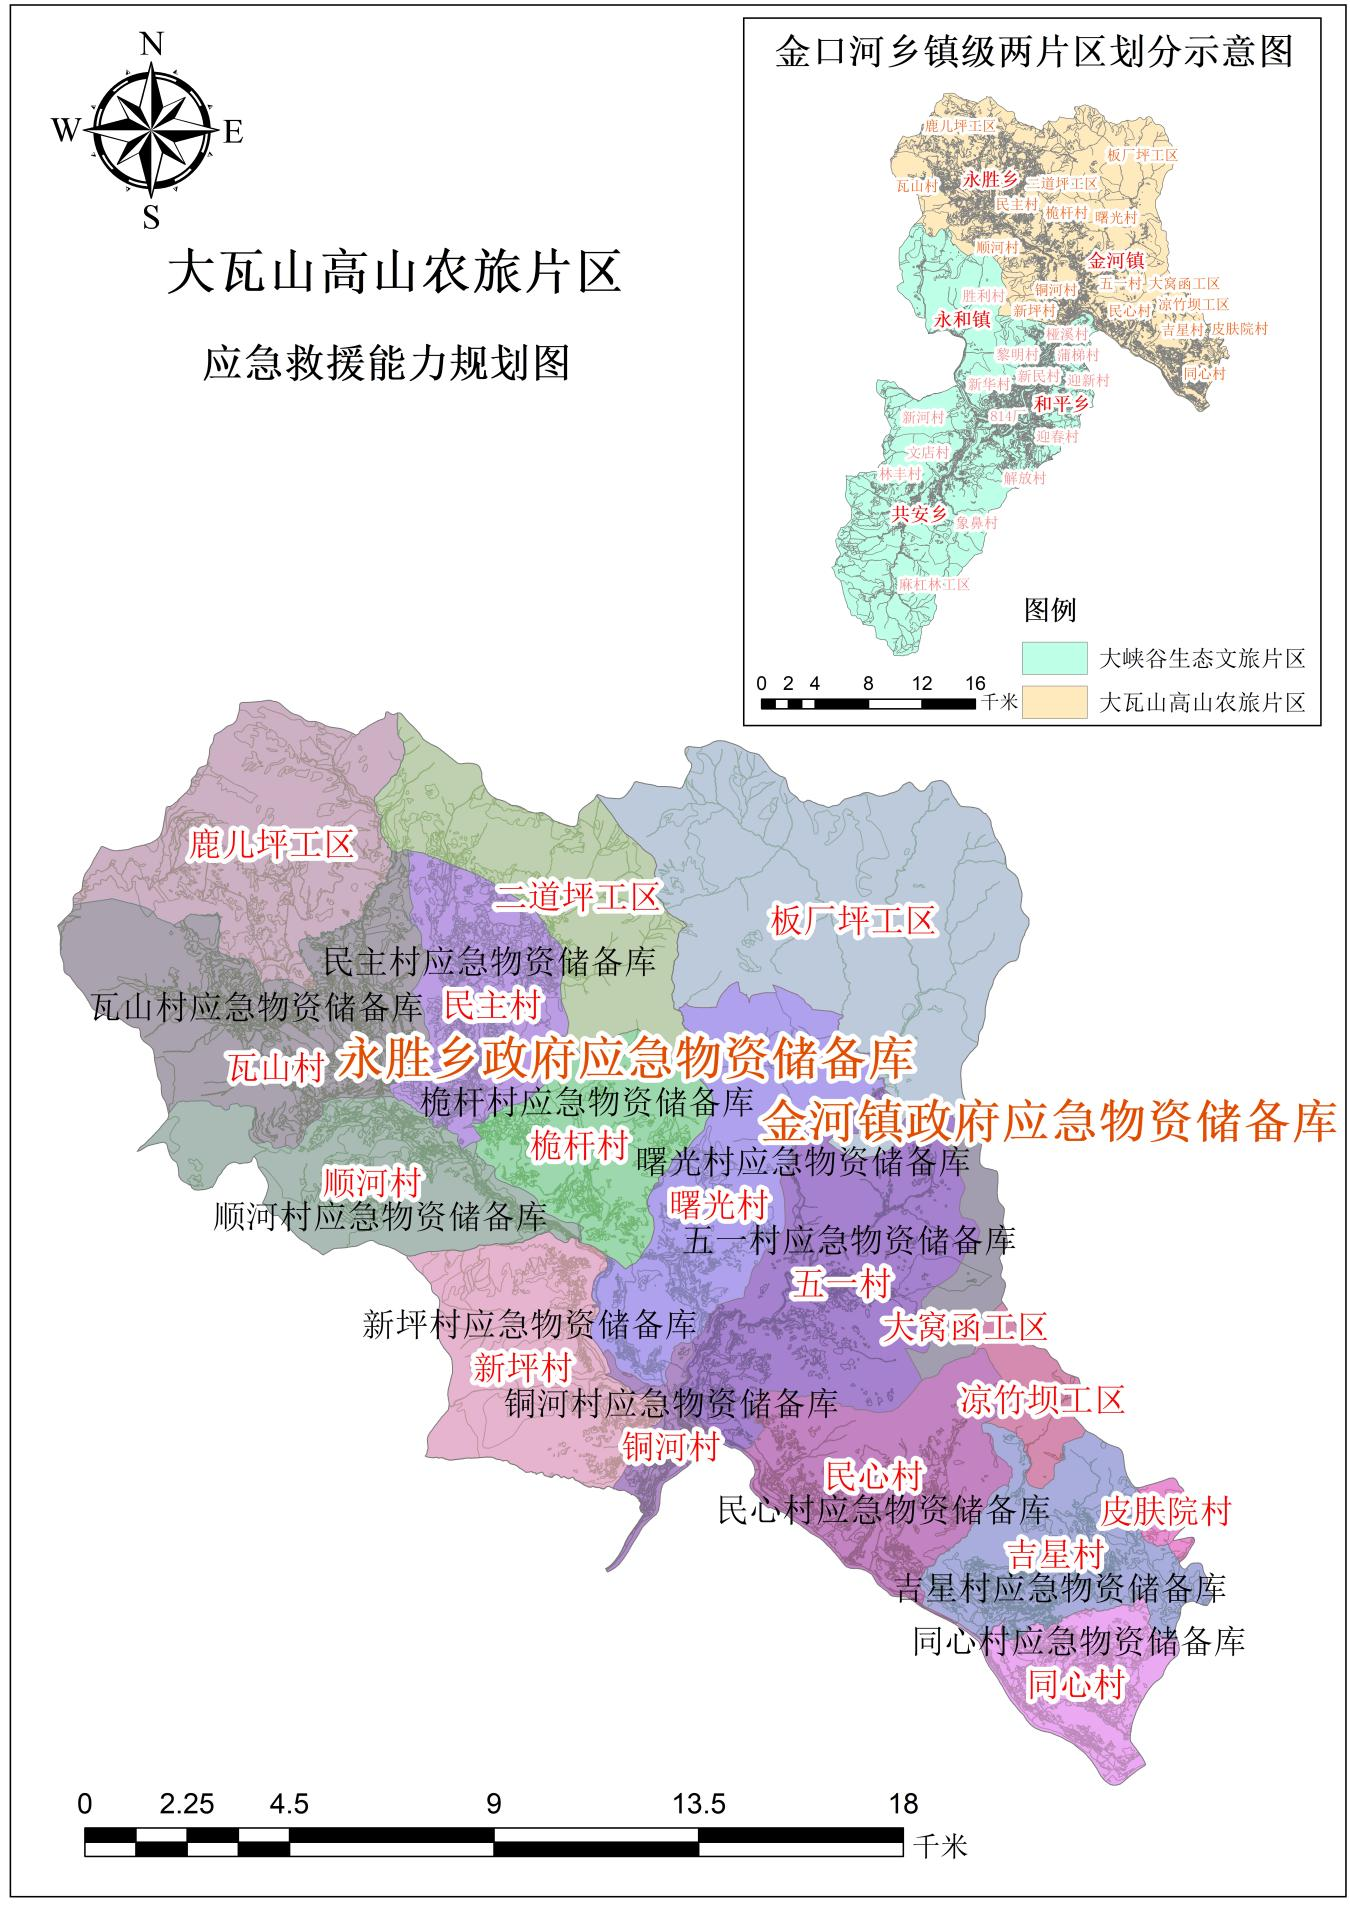 N
W
E
S
大瓦山高山农旅片区
应急救援能力规划图
金口河乡镇级两片区划分示意图
鹿儿坪工区
板厂坪工区
瓦山村
永胜乡
二道坪工区
民主村
桅杆村
曙光村
顺河村
金河镇
五一村
大窝函工区
铜河村
胜利村
新坪村
民心村
凉竹坝工区
永和镇
吉星村
皮肤院村
桠溪村
黎明村
蒲梯村
同心村
新华村
新民村
迎新村
和平乡
新河村
814厂
迎春村
文店村
林丰村
解放村
共安乡
象鼻村
麻杠林工区
图例
大峡谷生态文旅片区
大瓦山高山农旅片区
0 2 4 8 12 16
千米
鹿儿坪工区
二道坪工区
板厂坪工区
民主村应急物资储备库
瓦山村应急物资储备库
民主村
瓦山村
永胜乡政府应急物资储备库
桅杆村应急物资储备库
金河镇政府应急物资储备库
桅杆村
曙光村应急物资储备库
顺河村
曙光村
顺河村应急物资储备库
五一村应急物资储备库
五一村
新坪村应急物资储备库
大窝函工区
新坪村
铜河村应急物资储备库
凉竹坝工区
铜河村
民心村
民心村应急物资储备库
皮肤院村
吉星村
吉星村应急物资储备库
同心村应急物资储备库
同心村
0 2.25 4.5 9 13.5 18
千米